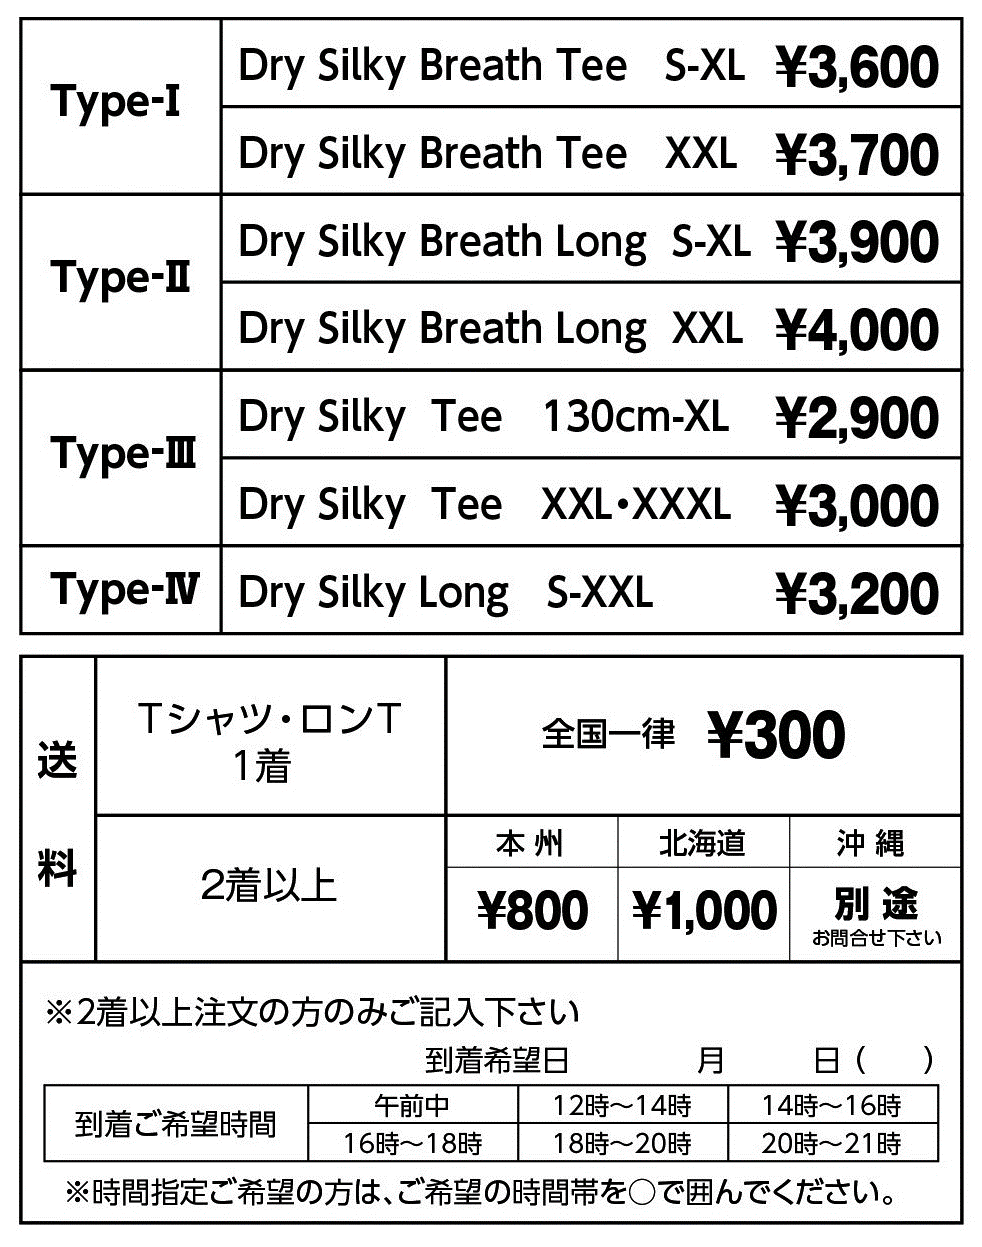 Type-Ⅰ
Dry Silky Breath Tee S-XL ¥3,600
Dry Silky Breath Tee XXL ¥3,700
Type-Ⅱ
Dry Silky Breath Long S-XL ¥3,900
Dry Silky Breath Long XXL ¥4,000
Type-Ⅲ
Dry Silky Tee 130cm-XL ¥2,900
Dry Silky Tee XXL・XXXL ¥3,000
Type-Ⅳ
Dry Silky Long S-XXL ¥3,200
送料
Tシャツ・ロンT
1着
全国一律 ¥300
2着以上
本州 北海道 沖縄
¥800 ¥1,000 別途
お問合せ下さい
※2着以上注文の方のみご記入下さい
到着希望日 月 日（ ）
到着ご希望時間
午前中 12時〜14時 14時〜16時
16時〜18時 18時〜20時 20時〜21時
※時間指定ご希望の方は、ご希望の時間帯を○で囲んでください。